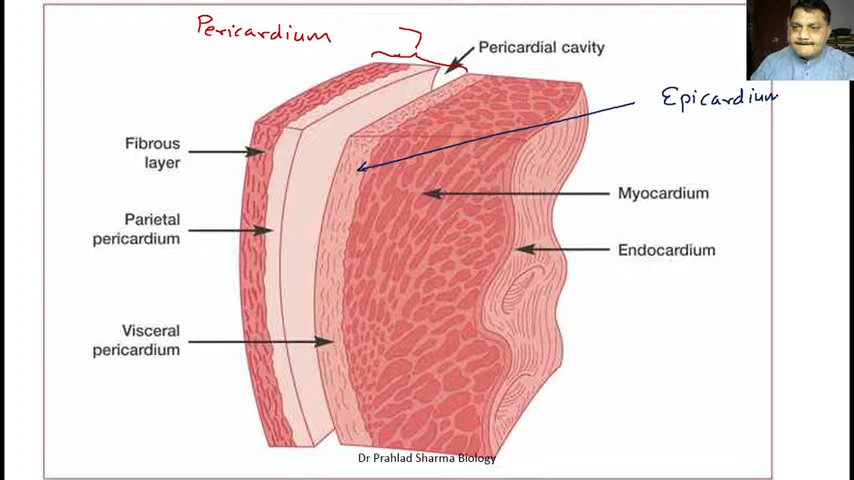 Pericardium
Pericardial cavity
Epicardium
Fibrous
layer
Myocardium
Parietal
pericardium
Endocardium
Visceral
pericardium
Dr Prahlad Sharma Biology